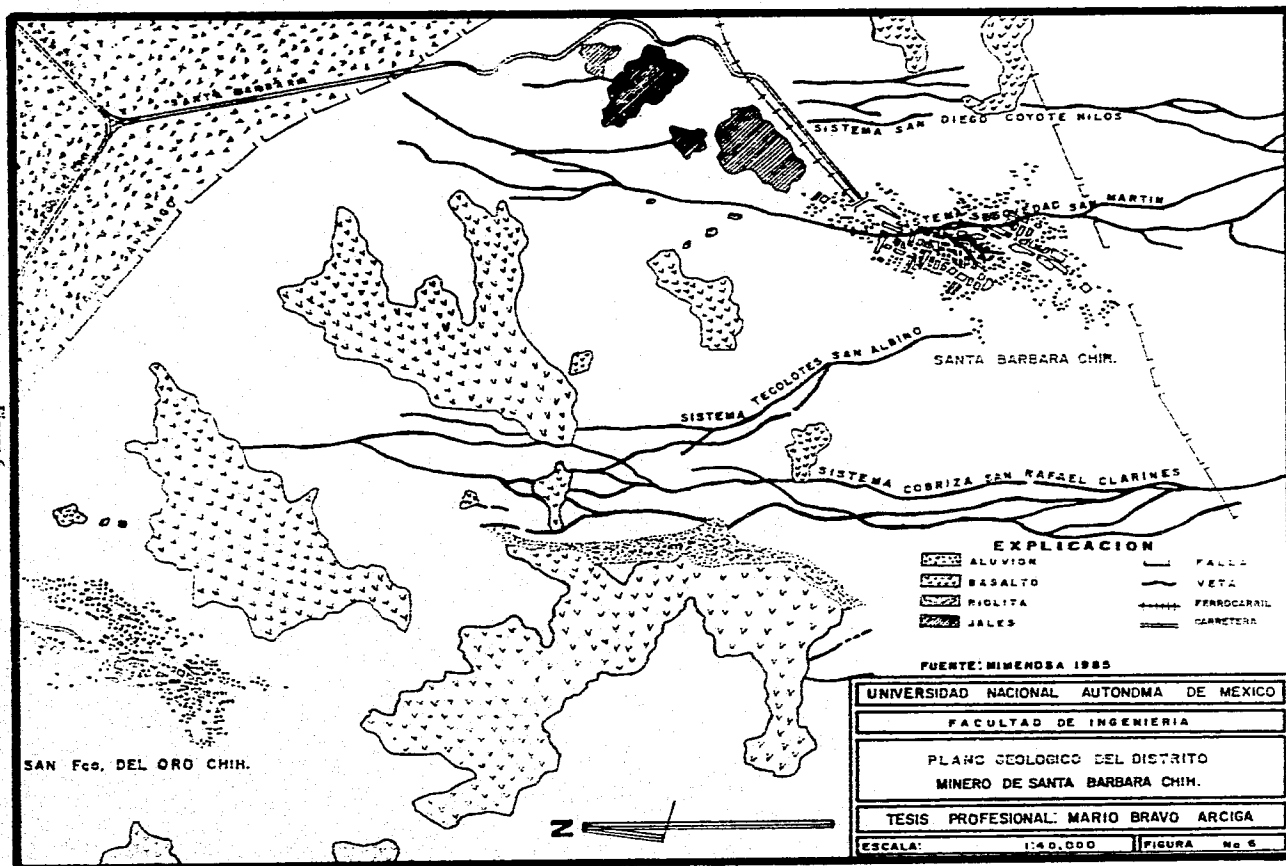 SANTA BARBARA
SISTEMA SAN DIEGO COYOTE HILOS
SISTEMA SEGOVEDAD SAN MARTIN
SANTA BARBARA CHIH.
SISTEMA TECOLOTES SAN ALBINO
SISTEMA COBRIZA SAN RAFAEL CLARINES
SAN Fco. DEL ORO CHIH.
N
EXPLICACION
ALUVION
BASALTO
RIOLITA
JALES
FALLA
VETA
FERROCARRIL
CARRETERA
FUENTE: MIMENOSA 1985
UNIVERSIDAD NACIONAL AUTONOMA DE MEXICO
FACULTAD DE INGENIERIA
PLANO GEOLOGICO DEL DISTRITO
MINERO DE SANTA BARBARA CHIH.
TESIS PROFESIONAL: MARIO BRAVO ARCIGA
ESCALA: 1:40,000
FIGURA No 6